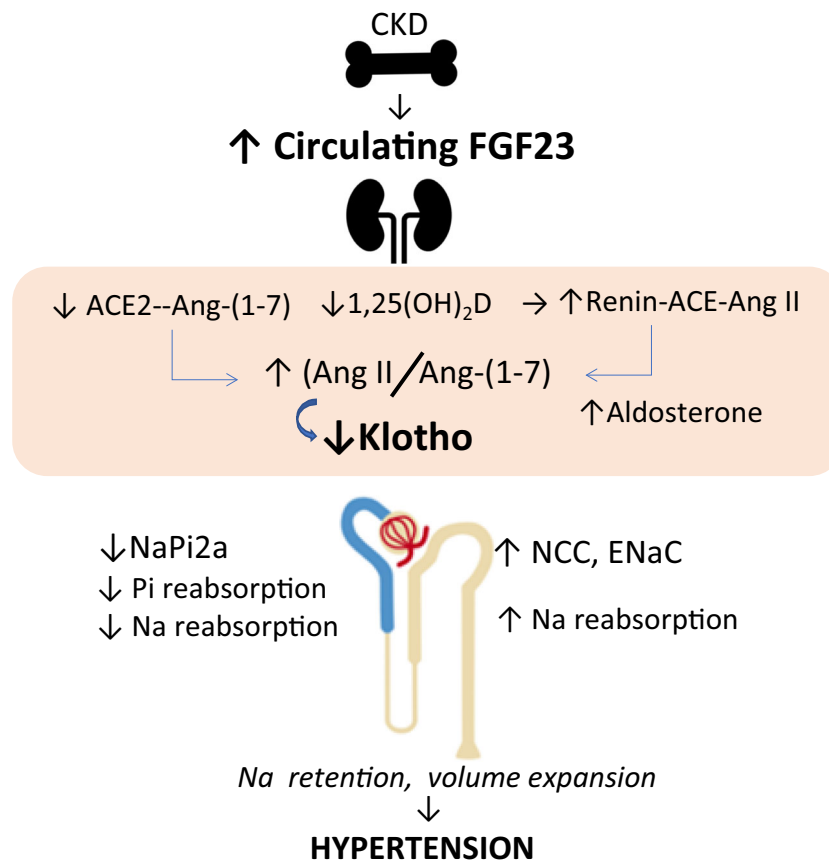 CKD
↓
↑ Circulating FGF23
↓ ACE2--Ang-(1-7) ↓1,25(OH)₂D → ↑Renin-ACE-Ang II
↑ (Ang II/Ang-(1-7)
↑Aldosterone
↓Klotho
↓NaPi2a
↓ Pi reabsorption
↓ Na reabsorption
↑ NCC, ENaC
↑ Na reabsorption
Na retention, volume expansion
↓
HYPERTENSION